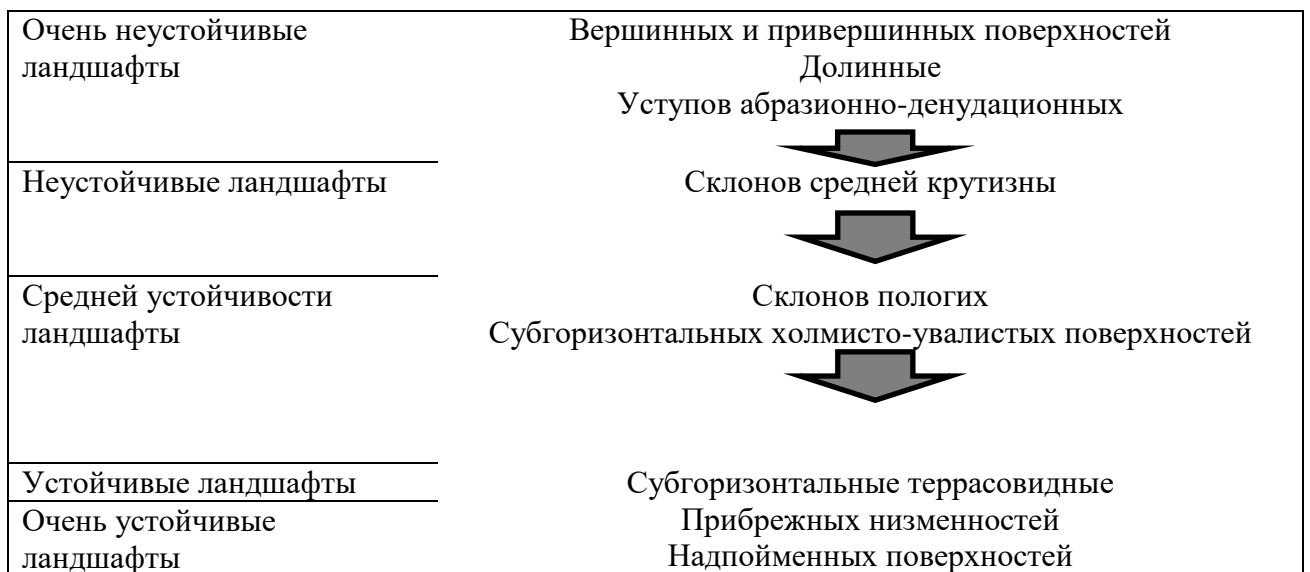 Очень неустойчивые
ландшафты
Вершинных и привершинных поверхностей
Долинные
Уступов абразионно-денудационных
Неустойчивые ландшафты
Склонов средней крутизны
Средней устойчивости
ландшафты
Склонов пологих
Субгоризонтальных холмисто-увалистых поверхностей
Устойчивые ландшафты
Субгоризонтальные террасовидные
Очень устойчивые
ландшафты
Прибрежных низменностей
Надпойменных поверхностей